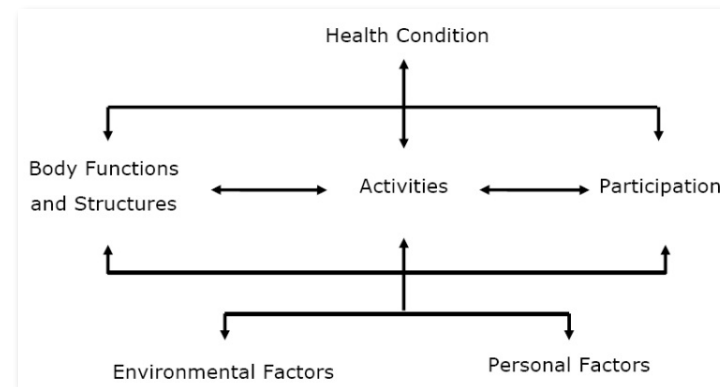 Health Condition
Body Functions
and Structures
Activities
Participation
Environmental Factors
Personal Factors